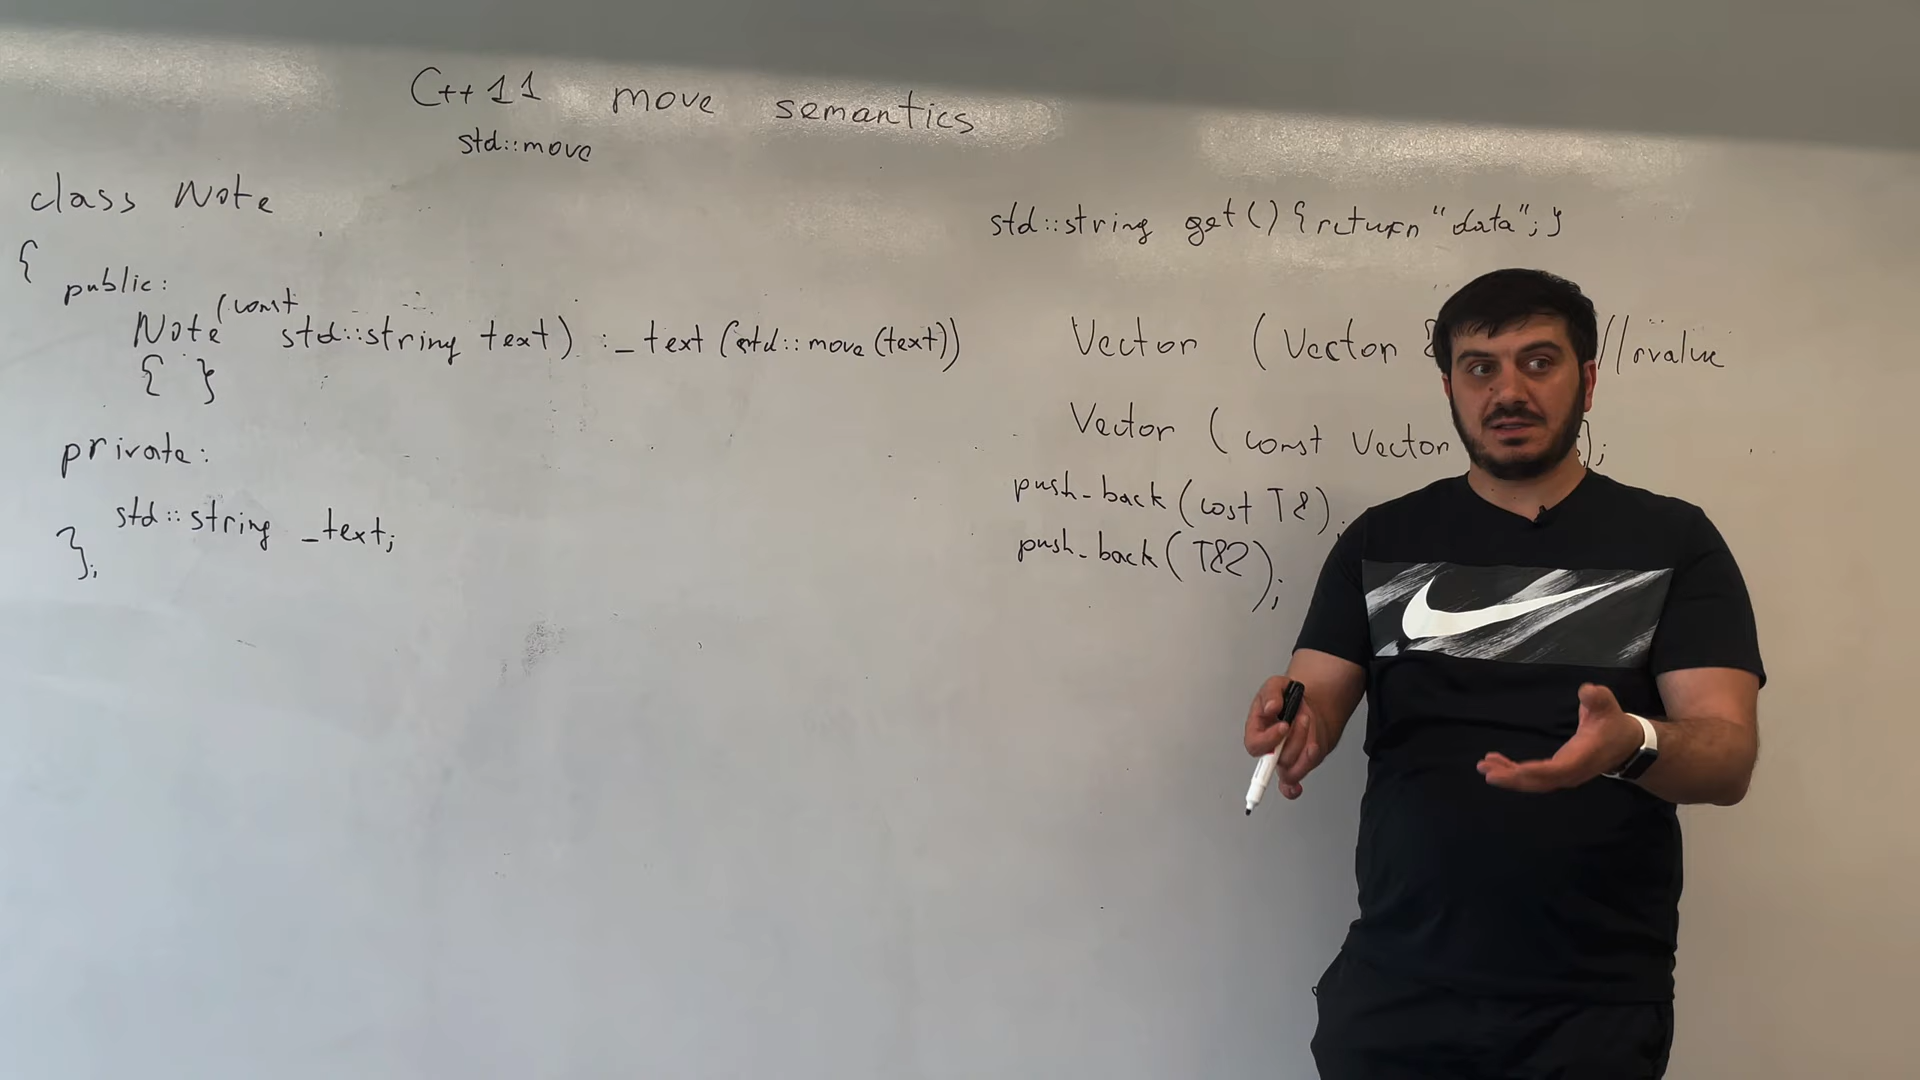 C++11 move semantics
std::move
class Note
{
public:
Note (const std::string text) : _text (std::move(text))
{ }
private:
std::string _text;
};
std::string get() { return "data"; }
Vector (Vector & //rvalue
Vector ( const Vector );
push_back (cost T&);
push_back (T&&);